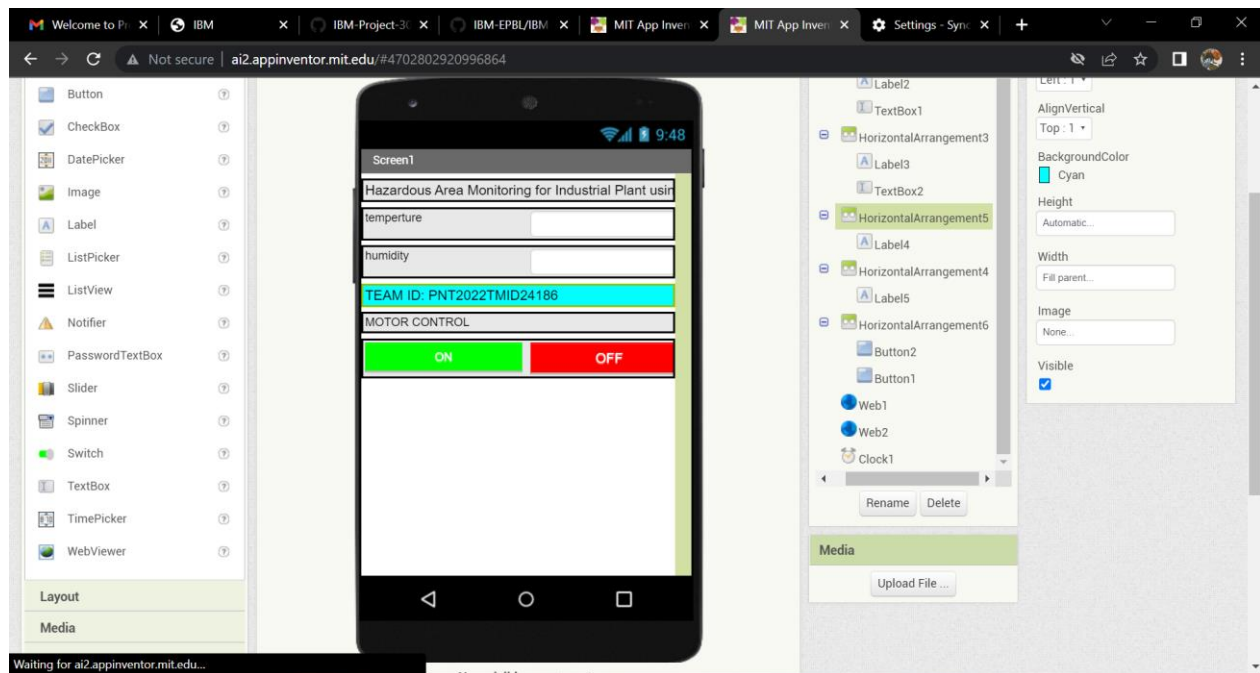 Welcome to Pr
IBM
IBM-Project-3
IBM-EPBL/IBM
MIT App Inven
MIT App Inven
Settings - Sync
Not secure
ai2.appinventor.mit.edu/#4702802920996864
Button
CheckBox
DatePicker
Image
Label
ListPicker
ListView
Notifier
PasswordTextBox
Slider
Spinner
Switch
TextBox
TimePicker
WebViewer
Layout
Media
Waiting for ai2.appinventor.mit.edu...
9:48
Screen1
Hazardous Area Monitoring for Industrial Plant usin
temperture
humidity
TEAM ID: PNT2022TMID24186
MOTOR CONTROL
ON OFF
Label2
TextBox1
HorizontalArrangement3
Label3
TextBox2
HorizontalArrangement5
Label4
HorizontalArrangement4
Label5
HorizontalArrangement6
Button2
Button1
Web1
Web2
Clock1
Rename Delete
Media
Upload File ...
Left : 1
AlignVertical
Top : 1
BackgroundColor
Cyan
Height
Automatic...
Width
Fill parent...
Image
None...
Visible